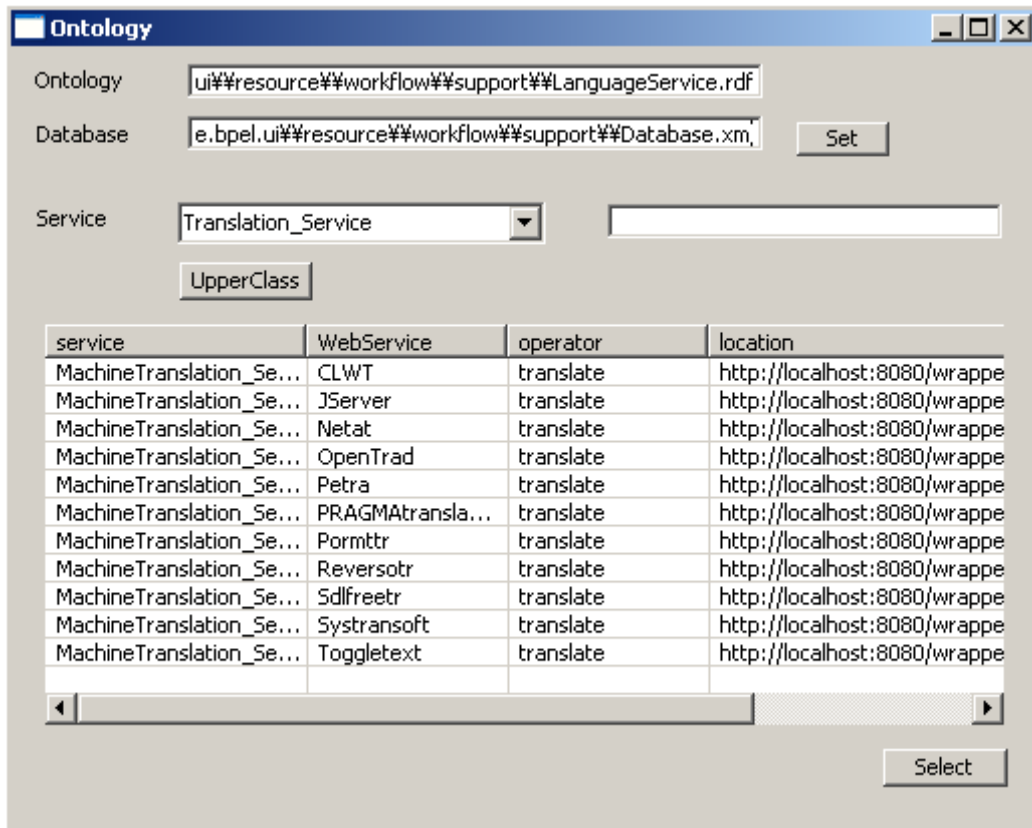 Ontology
Ontology ui¥¥resource¥¥workflow¥¥support¥¥LanguageService.rdf
Database e.bpel.ui¥¥resource¥¥workflow¥¥support¥¥Database.xm
Set
Service Translation_Service
UpperClass
service WebService operator location
MachineTranslation_Se... CLWT translate http://localhost:8080/wrappe
MachineTranslation_Se... JServer translate http://localhost:8080/wrappe
MachineTranslation_Se... Netat translate http://localhost:8080/wrappe
MachineTranslation_Se... OpenTrad translate http://localhost:8080/wrappe
MachineTranslation_Se... Petra translate http://localhost:8080/wrappe
MachineTranslation_Se... PRAGMAtransla... translate http://localhost:8080/wrappe
MachineTranslation_Se... Pormttr translate http://localhost:8080/wrappe
MachineTranslation_Se... Reversotr translate http://localhost:8080/wrappe
MachineTranslation_Se... Sdlfreetr translate http://localhost:8080/wrappe
MachineTranslation_Se... Systransoft translate http://localhost:8080/wrappe
MachineTranslation_Se... Toggletext translate http://localhost:8080/wrappe
Select